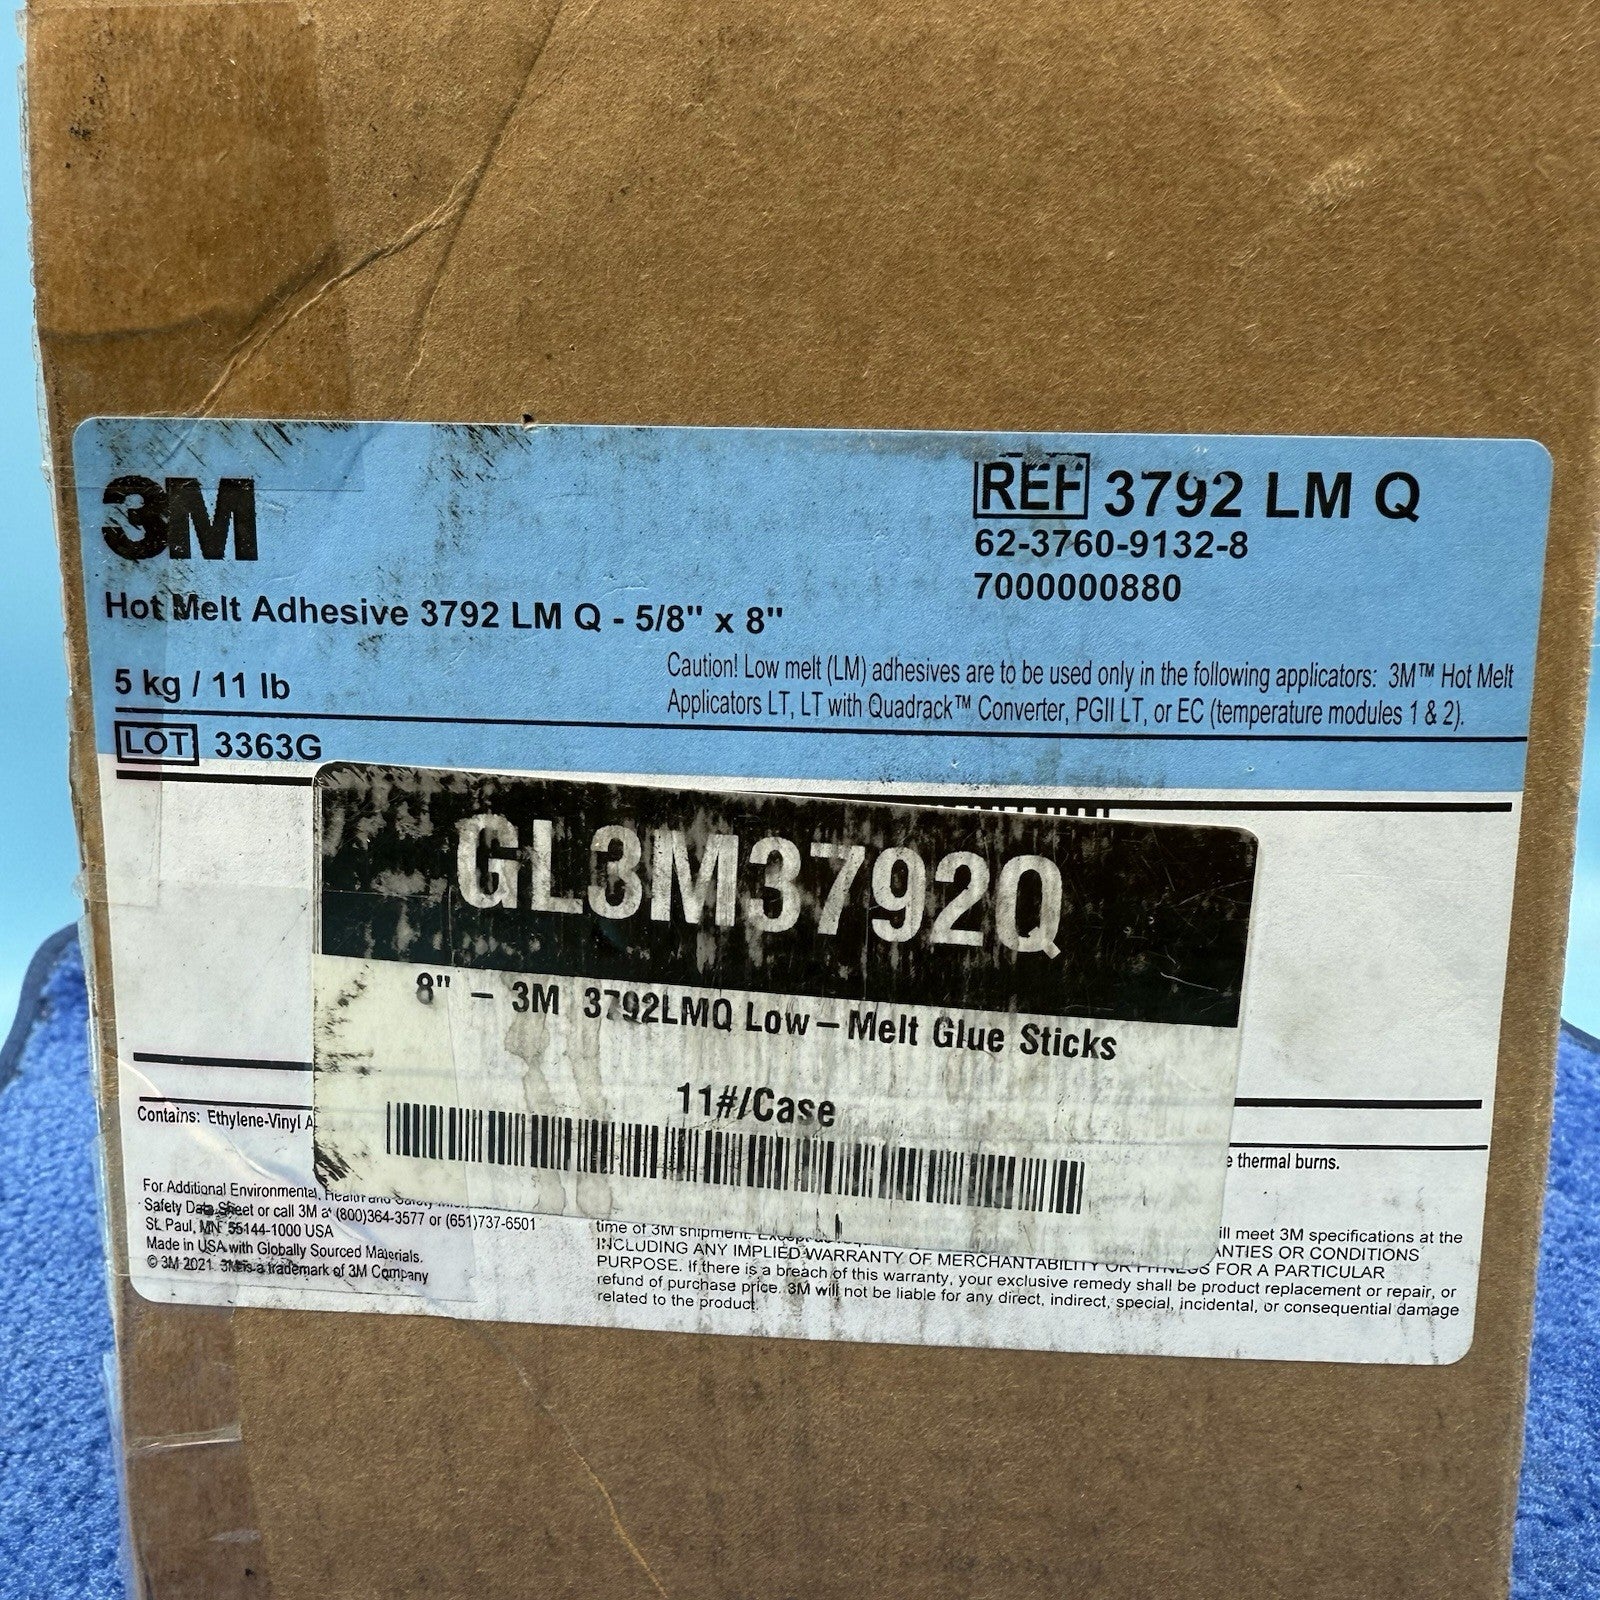 3M
REF 3792 LM Q
62-3760-9132-8
7000000880
Hot Melt Adhesive 3792 LM Q - 5/8" x 8"
5 kg / 11 lb
Caution! Low melt (LM) adhesives are to be used only in the following applicators: 3M™ Hot Melt
Applicators LT, LT with Quadrack™ Converter, PGII LT, or EC (temperature modules 1 & 2).
LOT 3363G
GL3M3792Q
8" - 3M 3792LMQ Low-Melt Glue Sticks
11#/Case
Contains: Ethylene-Vinyl A
thermal burns.
For Additional Environmental, Health and Safety
Safety Data Sheet or call 3M at (800)364-3577 or (651)737-6501
St. Paul, MN 55144-1000 USA
Made in USA with Globally Sourced Materials.
© 3M 2021. 3M is a trademark of 3M Company
time of 3M shipment. ill meet 3M specifications at the
INCLUDING ANY IMPLIED WARRANTY OF MERCHANTABILITY OR FITNESS FOR A PARTICULAR
ANTIES OR CONDITIONS
PURPOSE. If there is a breach of this warranty, your exclusive remedy shall be product replacement or repair, or
refund of purchase price. 3M will not be liable for any direct, indirect, special, incidental, or consequential damage
related to the product.